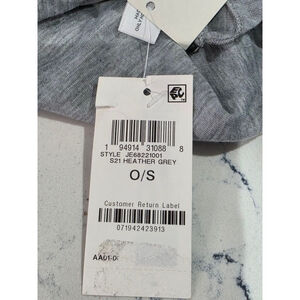 1 94914 31088 8
STYLE JE68221001
S21 HEATHER GREY
O/S
Customer Return Label
071942423913